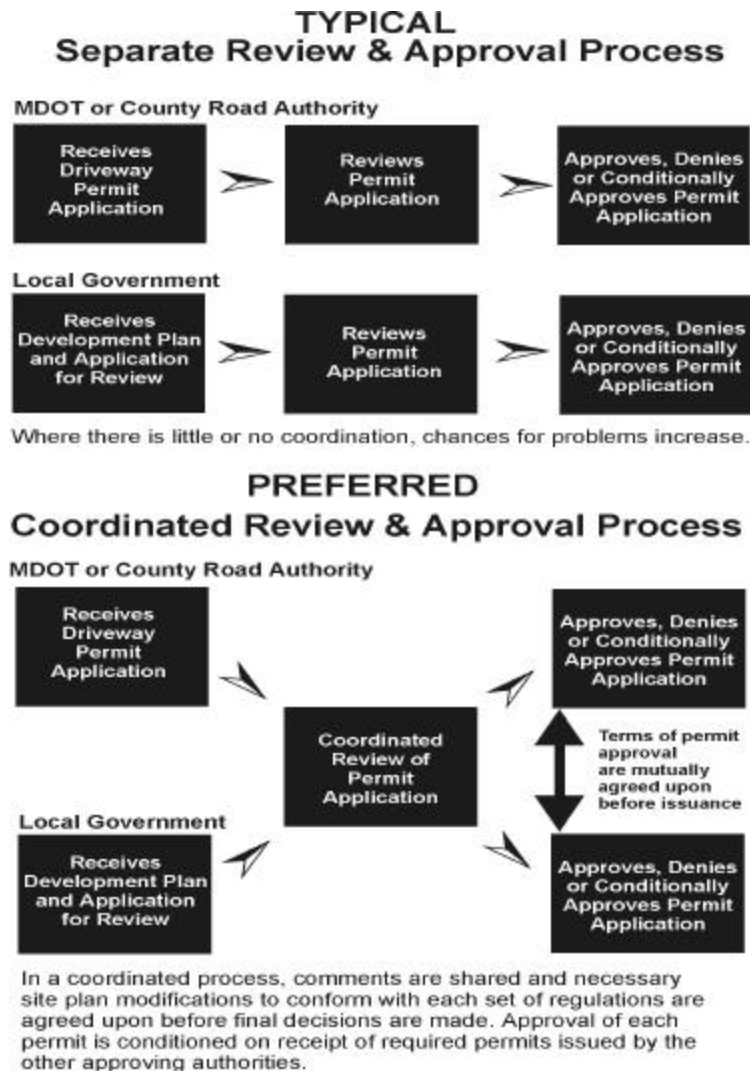 TYPICAL
Separate Review & Approval Process
MDOT or County Road Authority
Receives
Driveway
Permit
Application
Reviews
Permit
Application
Approves, Denies
or Conditionally
Approves Permit
Application
Local Government
Receives
Development Plan
and Application
for Review
Reviews
Permit
Application
Approves, Denies
or Conditionally
Approves Permit
Application
Where there is little or no coordination, chances for problems increase.
PREFERRED
Coordinated Review & Approval Process
MDOT or County Road Authority
Receives
Driveway
Permit
Application
Coordinated
Review of
Permit
Application
Approves, Denies
or Conditionally
Approves Permit
Application
Terms of permit
approval
are mutually
agreed upon
before issuance
Local Government
Receives
Development Plan
and Application
for Review
Approves, Denies
or Conditionally
Approves Permit
Application
In a coordinated process, comments are shared and necessary
site plan modifications to conform with each set of regulations are
agreed upon before final decisions are made. Approval of each
permit is conditioned on receipt of required permits issued by the
other approving authorities.